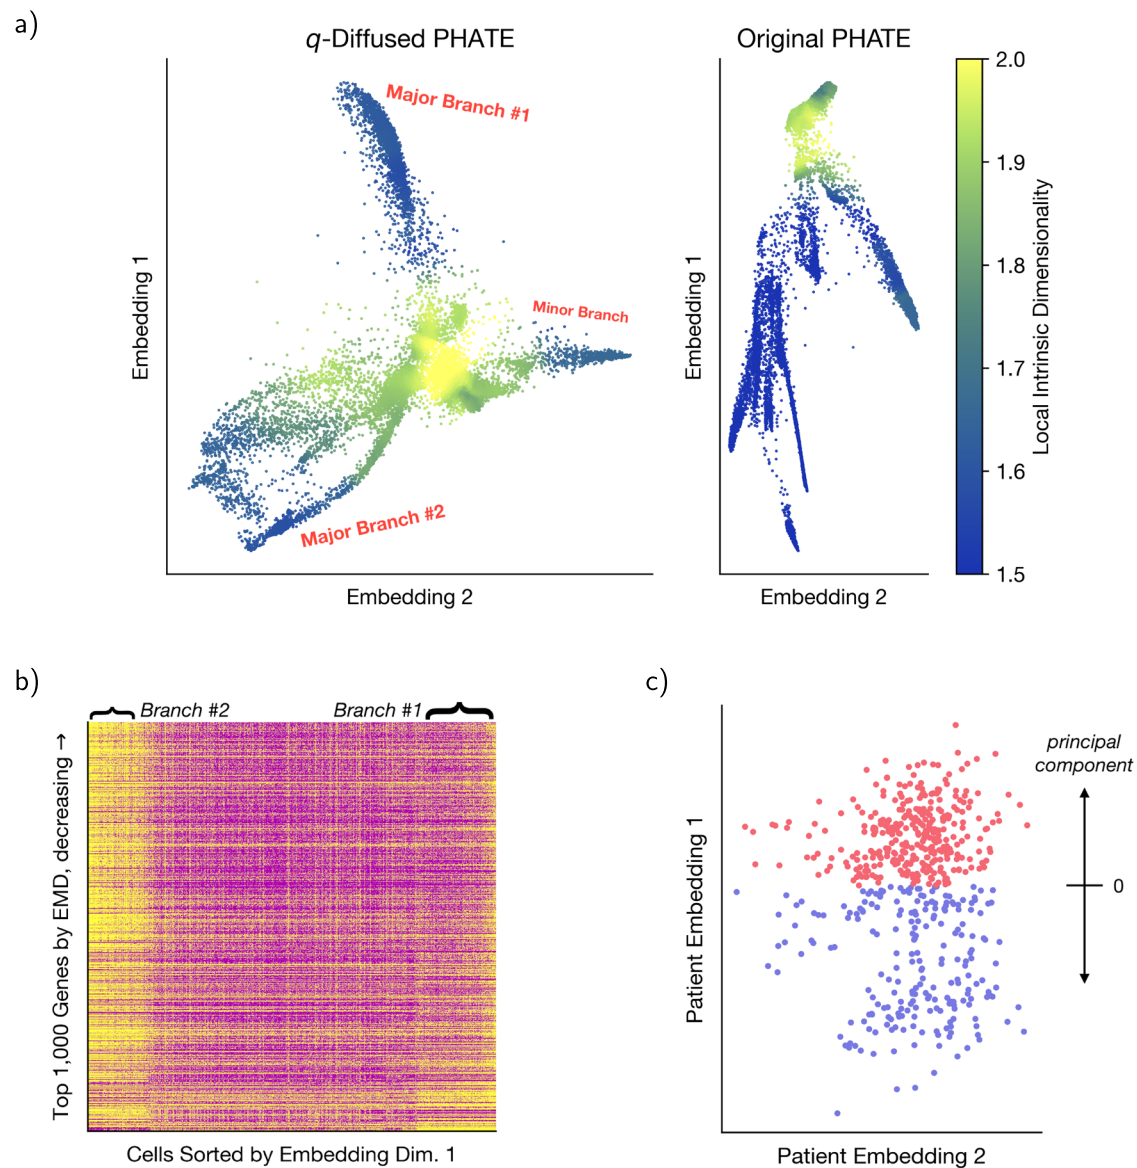 a)
q-Diffused PHATE
Original PHATE
Major Branch #1
Minor Branch
Major Branch #2
Embedding 1
Embedding 2
Embedding 1
Embedding 2
2.0
1.9
1.8
1.7
1.6
1.5
Local Intrinsic Dimensionality
b)
Branch #2
Branch #1
Top 1,000 Genes by EMD, decreasing →
Cells Sorted by Embedding Dim. 1
c)
principal
component
0
Patient Embedding 1
Patient Embedding 2